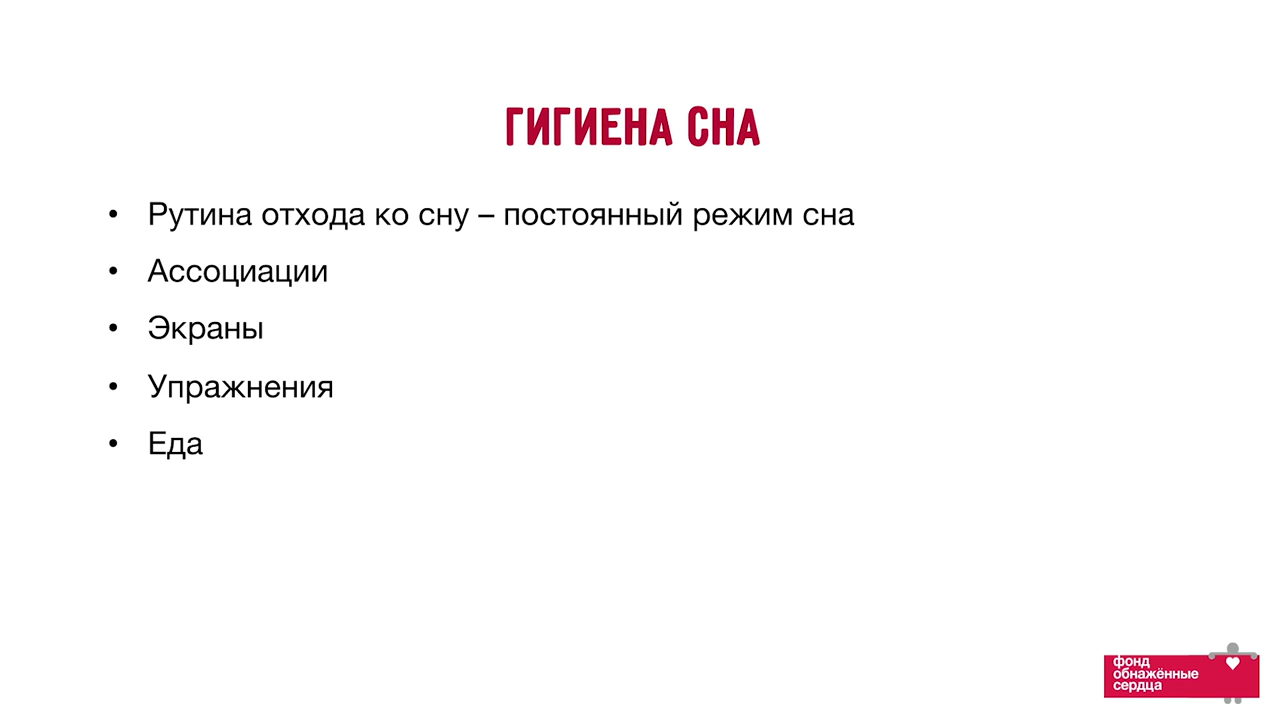 ГИГИЕНА СНА
• Рутина отхода ко сну – постоянный режим сна
• Ассоциации
• Экраны
• Упражнения
• Еда
фонд
обнажённые
сердца